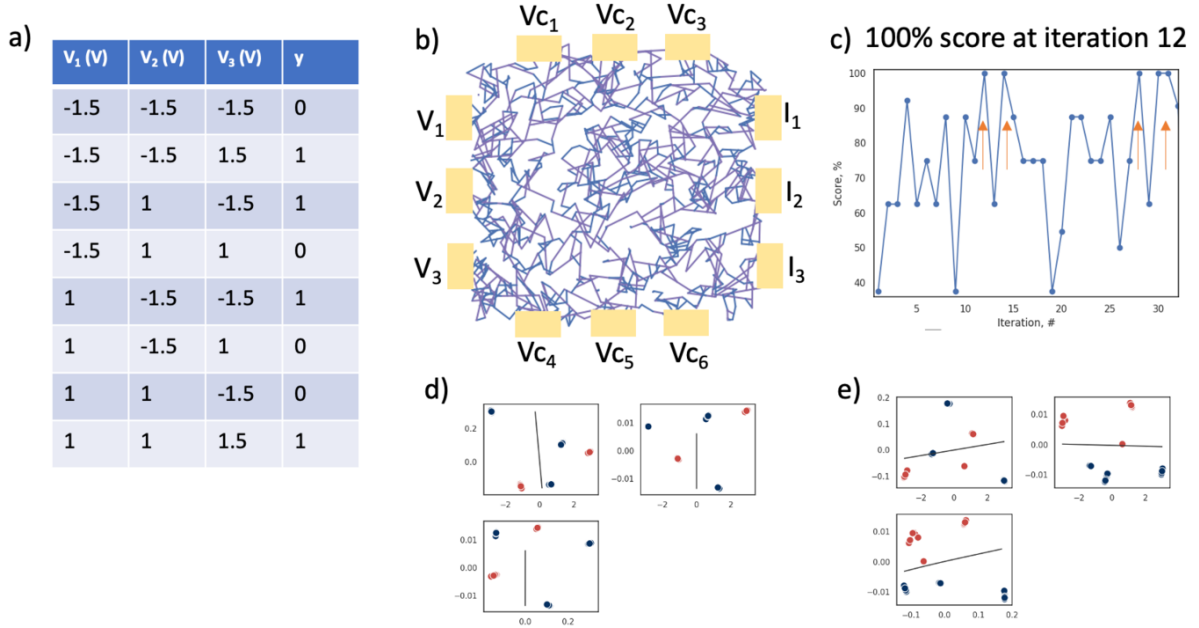 a)
V₁ (V) V₂ (V) V₃ (V) y
-1.5 -1.5 -1.5 0
-1.5 -1.5 1.5 1
-1.5 1 -1.5 1
-1.5 1 1 0
1 -1.5 -1.5 1
1 -1.5 1 0
1 1 -1.5 0
1 1 1.5 1
b)
Vc₁ Vc₂ Vc₃
V₁ I₁
V₂ I₂
V₃ I₃
Vc₄ Vc₅ Vc₆
c) 100% score at iteration 12
100
90
80
70
60
50
40
Score, %
5 10 15 20 25 30
Iteration, #
d)
0.2
0.0
−2 0 2
0.01
0.00
−0.01
−2 0 2
0.01
0.00
−0.01
0.0 0.2
e)
0.2
0.1
0.0
−0.1
−2 0 2
0.01
0.00
−0.01
−2 0 2
0.01
0.00
−0.01
−0.1 0.0 0.1 0.2